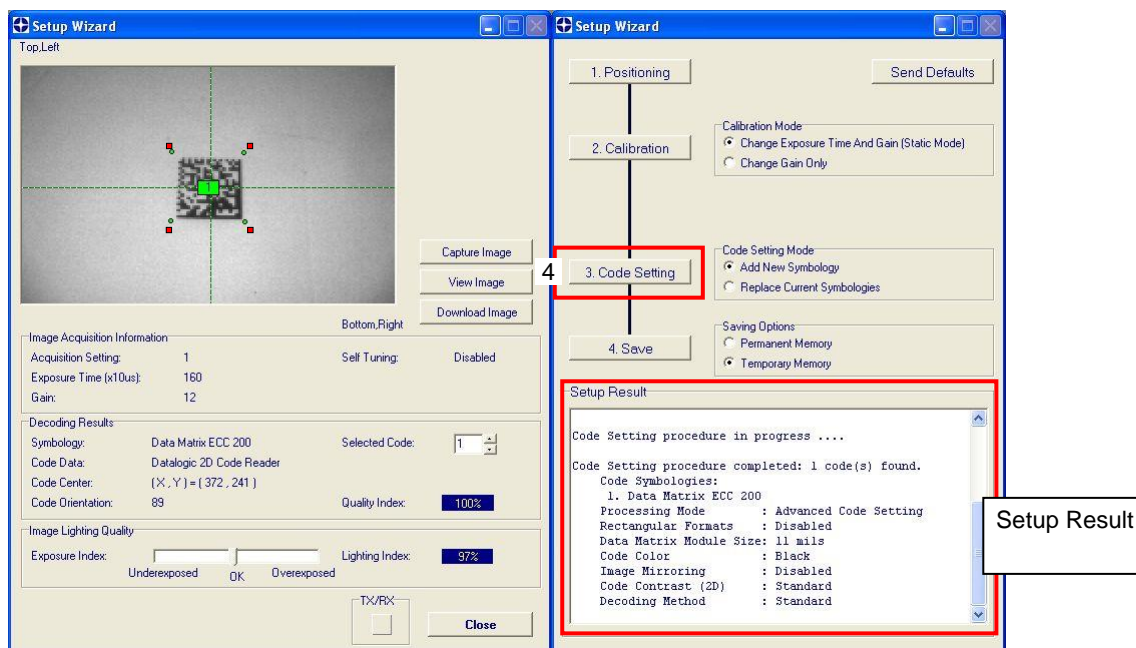 Setup Wizard
Top,Left
1
Capture Image
View Image
Download Image
Bottom,Right
Image Acquisition Information
Acquisition Setting: 1 Self Tuning: Disabled
Exposure Time (x10us): 160
Gain: 12
Decoding Results
Symbology: Data Matrix ECC 200 Selected Code: 1
Code Data: Datalogic 2D Code Reader
Code Center: ( X , Y ) = ( 372 , 241 )
Code Orientation: 89 Quality Index: 100%
Image Lighting Quality
Exposure Index: Lighting Index: 97%
Underexposed OK Overexposed
TX/RX
Close
Setup Wizard
1. Positioning Send Defaults
2. Calibration
Calibration Mode
Change Exposure Time And Gain (Static Mode)
Change Gain Only
4
3. Code Setting
Code Setting Mode
Add New Symbology
Replace Current Symbologies
4. Save
Saving Options
Permanent Memory
Temporary Memory
Setup Result
Code Setting procedure in progress ....
Code Setting procedure completed: 1 code(s) found.
Code Symbologies:
1. Data Matrix ECC 200
Processing Mode : Advanced Code Setting
Rectangular Formats : Disabled
Data Matrix Module Size: 11 mils
Code Color : Black
Image Mirroring : Disabled
Code Contrast (2D) : Standard
Decoding Method : Standard
Setup Result